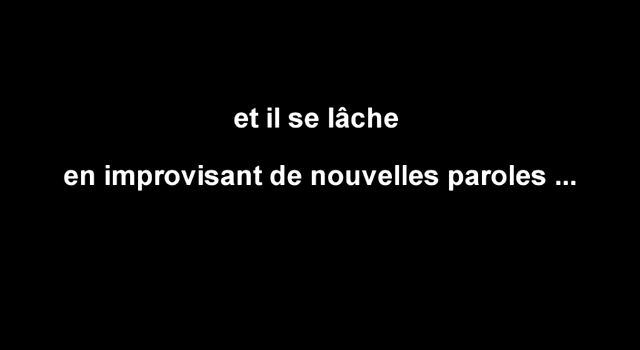 et il se lâche
en improvisant de nouvelles paroles ...